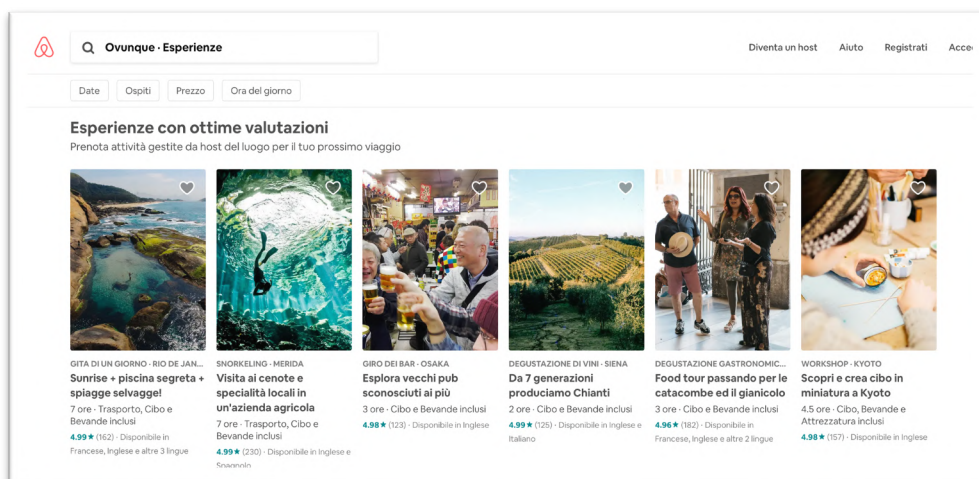 Ovunque · Esperienze
Diventa un host Aiuto Registrati Acce
Date Ospiti Prezzo Ora del giorno
Esperienze con ottime valutazioni
Prenota attività gestite da host del luogo per il tuo prossimo viaggio
GITA DI UN GIORNO · RIO DE JAN...
Sunrise + piscina segreta +
spiagge selvagge!
7 ore · Trasporto, Cibo e
Bevande inclusi
4.99 ★ (162) · Disponibile in
Francese, Inglese e altre 3 lingue
SNORKELING · MERIDA
Visita ai cenote e
specialità locali in
un'azienda agricola
7 ore · Trasporto, Cibo e
Bevande inclusi
4.99 ★ (230) · Disponibile in Inglese e
Spagnolo
GIRO DEI BAR · OSAKA
Esplora vecchi pub
sconosciuti ai più
3 ore · Cibo e Bevande inclusi
4.98 ★ (123) · Disponibile in Inglese
DEGUSTAZIONE DI VINI · SIENA
Da 7 generazioni
produciamo Chianti
2 ore · Cibo e Bevande inclusi
4.99 ★ (125) · Disponibile in Inglese e
Italiano
DEGUSTAZIONE GASTRONOMIC...
Food tour passando per le
catacombe ed il gianicolo
3 ore · Cibo e Bevande inclusi
4.96 ★ (182) · Disponibile in
Francese, Inglese e altre 2 lingue
WORKSHOP · KYOTO
Scopri e crea cibo in
miniatura a Kyoto
4.5 ore · Cibo, Bevande e
Attrezzatura inclusi
4.98 ★ (157) · Disponibile in Inglese